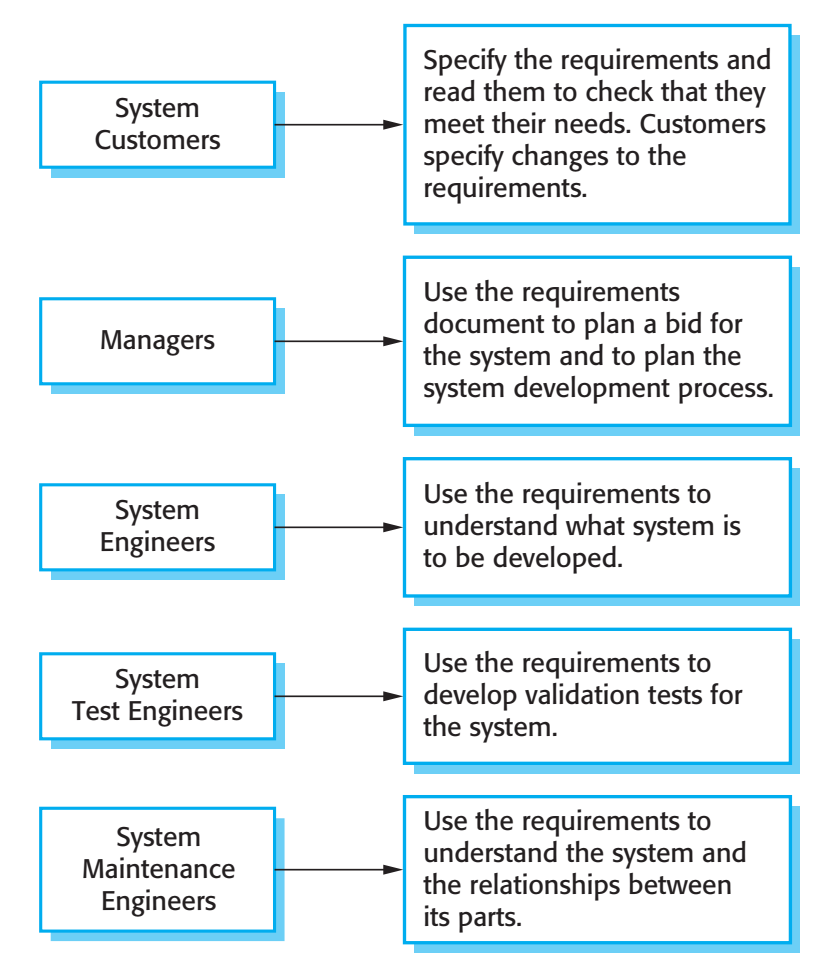 System
Customers
Specify the requirements and
read them to check that they
meet their needs. Customers
specify changes to the
requirements.
Managers
Use the requirements
document to plan a bid for
the system and to plan the
system development process.
System
Engineers
Use the requirements to
understand what system is
to be developed.
System
Test Engineers
Use the requirements to
develop validation tests for
the system.
System
Maintenance
Engineers
Use the requirements to
understand the system and
the relationships between
its parts.